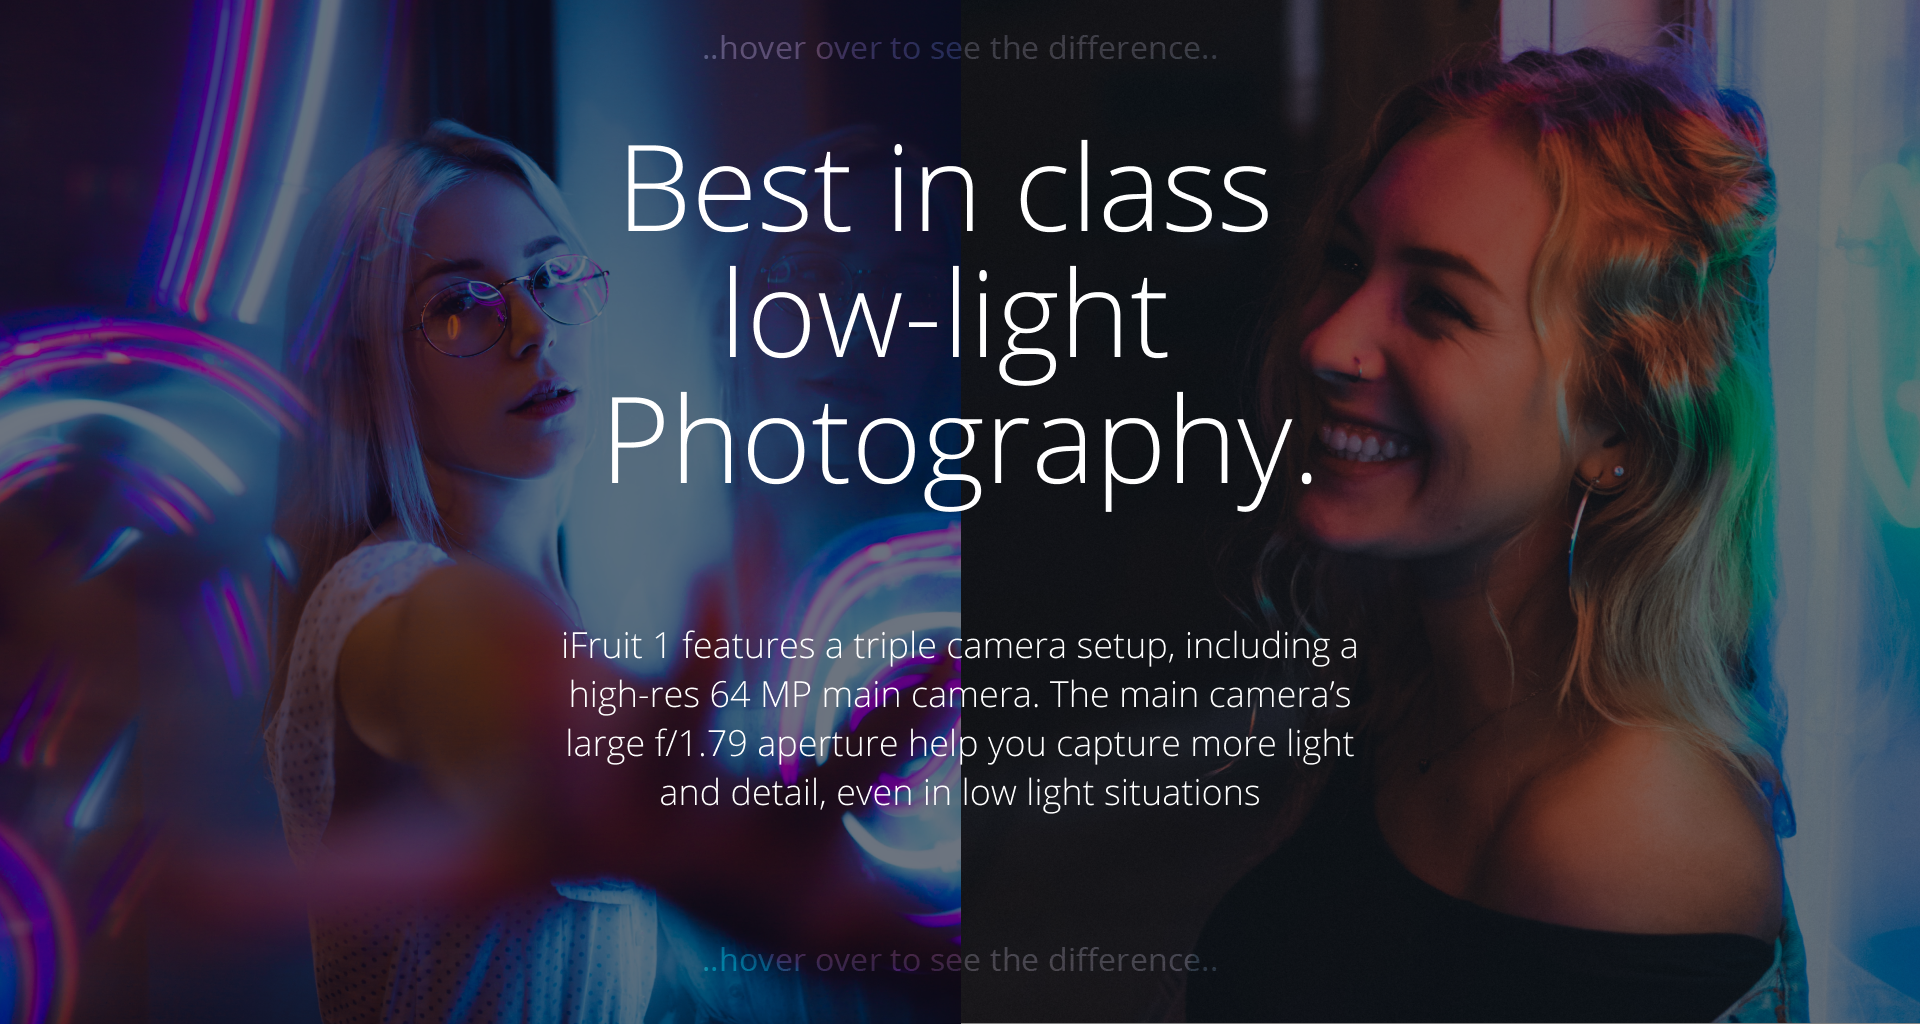 ..hover over to see the difference..
Best in class
low-light
Photography.
iFruit 1 features a triple camera setup, including a
high-res 64 MP main camera. The main camera’s
large f/1.79 aperture help you capture more light
and detail, even in low light situations
..hover over to see the difference..